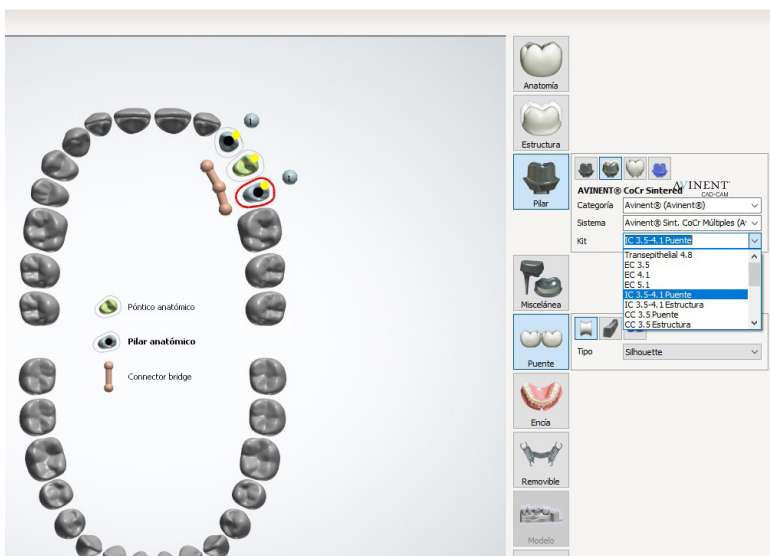 Póntico anatómico
Pilar anatómico
Connector bridge
Anatomía
Estructura
Pilar
Miscelánea
Puente
Encía
Removible
Modelo
AVINENT® CoCr Sintered
AVINENT
CAD-CAM
Categoría
Avinent® (Avinent®)
Sistema
Avinent® Sint. CoCr Múltiples (A
Kit
IC 3.5-4.1 Puente
Transepithelial 4.8
EC 3.5
EC 4.1
EC 5.1
IC 3.5-4.1 Puente
IC 3.5-4.1 Estructura
CC 3.5 Puente
CC 3.5 Estructura
Tipo
Silhouette